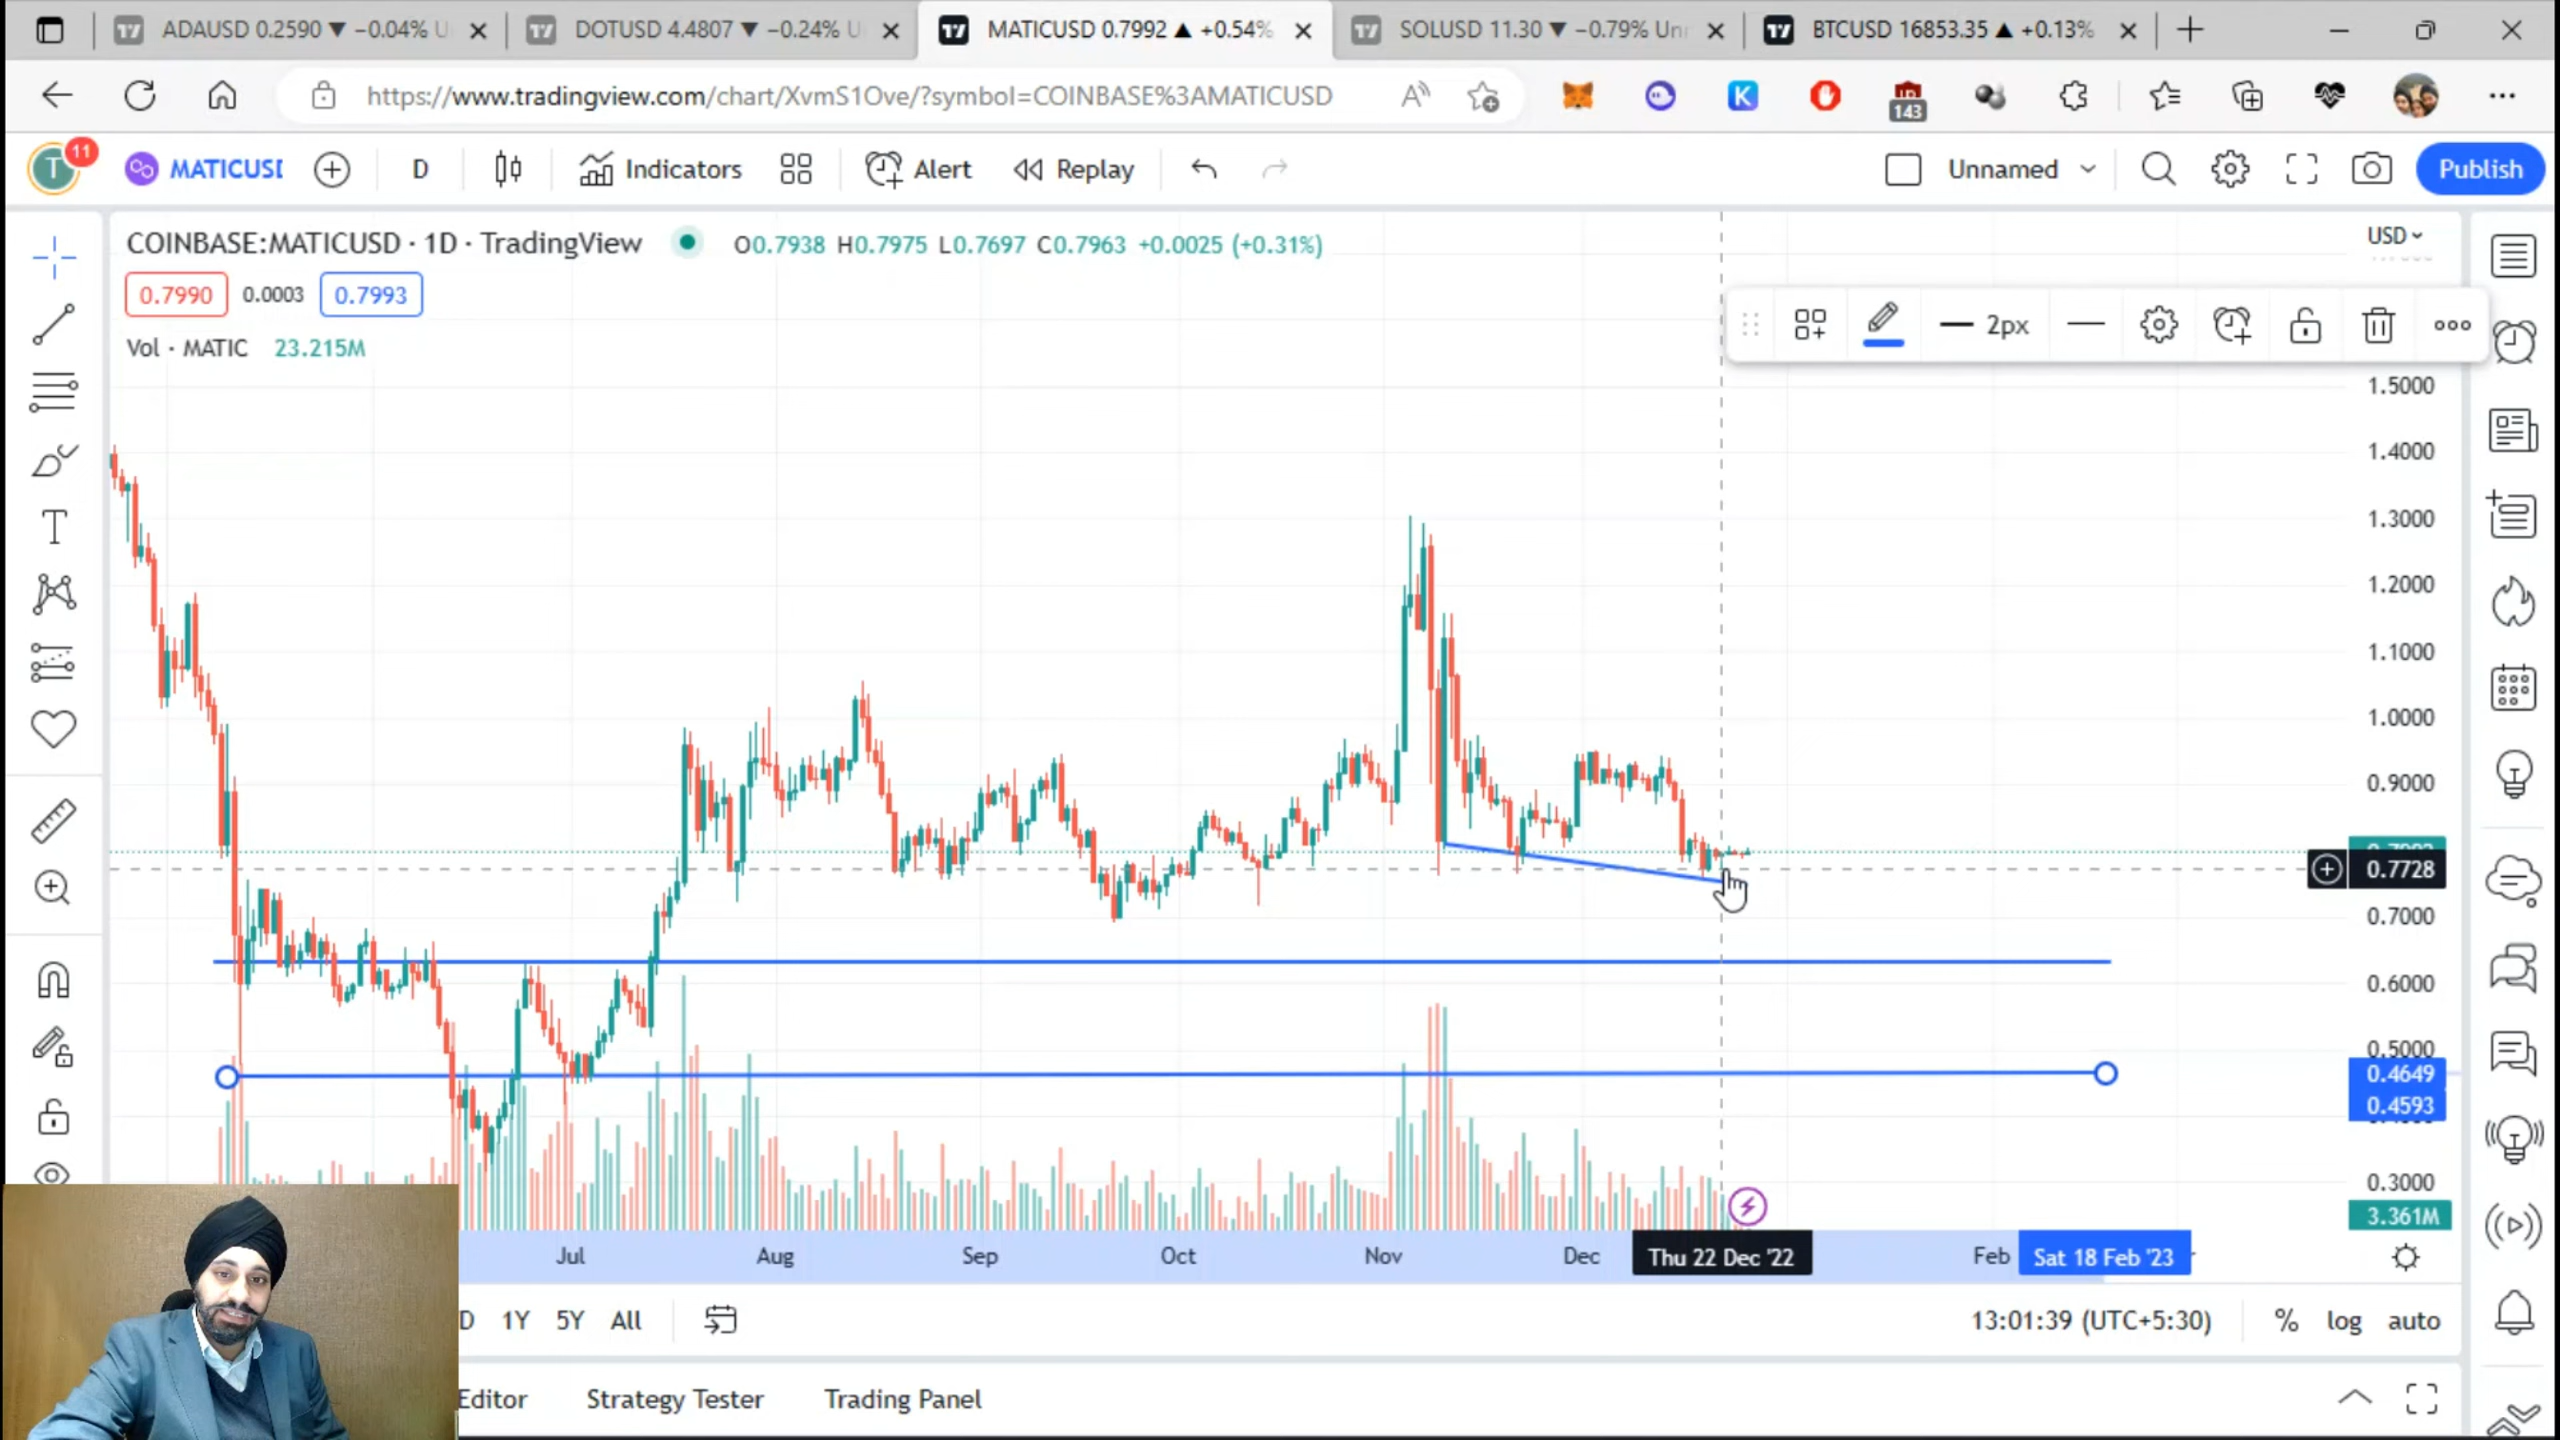 ADAUSD 0.2590 ▼ −0.04% U
DOTUSD 4.4807 ▼ −0.24% U
MATICUSD 0.7992 ▲ +0.54%
SOLUSD 11.30 ▼ −0.79% Un
BTCUSD 16853.35 ▲ +0.13%
https://www.tradingview.com/chart/XvmS1Ove/?symbol=COINBASE%3AMATICUSD
A
K
143
T
11
MATICUSI
D
Indicators
Alert
Replay
Unnamed
Publish
COINBASE:MATICUSD · 1D · TradingView
O0.7938 H0.7975 L0.7697 C0.7963 +0.0025 (+0.31%)
USD
0.7990
0.0003
0.7993
Vol · MATIC 23.215M
2px
1.5000
1.4000
1.3000
1.2000
1.1000
1.0000
0.9000
0.7728
0.7000
0.6000
0.5000
0.4649
0.4593
0.3000
3.361M
Jul
Aug
Sep
Oct
Nov
Dec
Thu 22 Dec '22
Feb
Sat 18 Feb '23
D
1Y
5Y
All
13:01:39 (UTC+5:30)
%
log
auto
Editor
Strategy Tester
Trading Panel